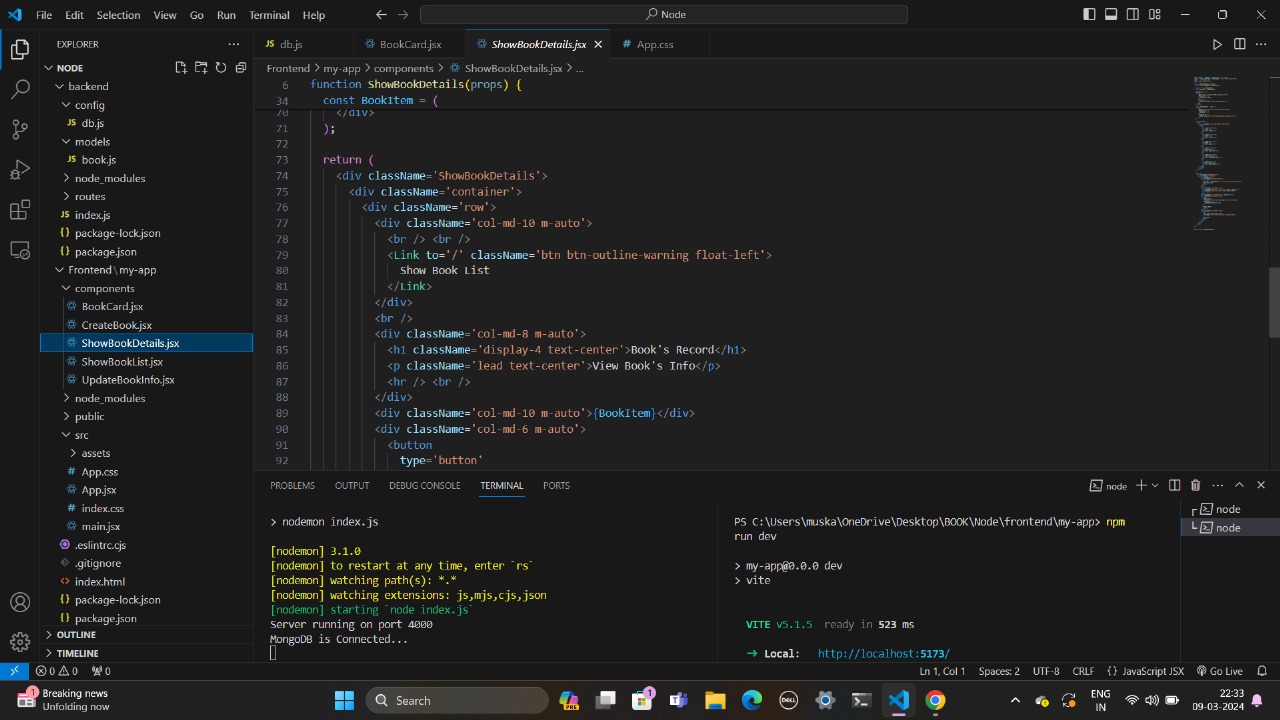 File Edit Selection View Go Run Terminal Help
Node
EXPLORER
NODE
backend
config
JS db.js
models
JS book.js
node_modules
routes
JS index.js
{} package-lock.json
{} package.json
Frontend\my-app
components
BookCard.jsx
CreateBook.jsx
ShowBookDetails.jsx
ShowBookList.jsx
UpdateBookInfo.jsx
node_modules
public
src
assets
# App.css
App.jsx
# index.css
main.jsx
.eslintrc.cjs
.gitignore
<> index.html
{} package-lock.json
{} package.json
OUTLINE
TIMELINE
JS db.js
BookCard.jsx
ShowBookDetails.jsx
# App.css
Frontend > my-app > components > ShowBookDetails.jsx > ...
6 function ShowBookDetails(props) {
34 const BookItem = (
70 </div>
71 );
72
73 return (
74 <div className='ShowBookDetails'>
75 <div className='container'>
76 <div className='row'>
77 <div className='col-md-10 m-auto'>
78 <br /> <br />
79 <Link to='/' className='btn btn-outline-warning float-left'>
80 Show Book List
81 </Link>
82 </div>
83 <br />
84 <div className='col-md-8 m-auto'>
85 <h1 className='display-4 text-center'>Book's Record</h1>
86 <p className='lead text-center'>View Book's Info</p>
87 <hr /> <br />
88 </div>
89 <div className='col-md-10 m-auto'>{BookItem}</div>
90 <div className='col-md-6 m-auto'>
91 <button
92 type='button'
PROBLEMS OUTPUT DEBUG CONSOLE TERMINAL PORTS
node
> nodemon index.js
[nodemon] 3.1.0
[nodemon] to restart at any time, enter `rs`
[nodemon] watching path(s): *.*
[nodemon] watching extensions: js,mjs,cjs,json
[nodemon] starting `node index.js`
Server running on port 4000
MongoDB is Connected...
PS C:\Users\muska\OneDrive\Desktop\BOOK\Node\frontend\my-app> npm
run dev
> my-app@0.0.0 dev
> vite
VITE v5.1.5 ready in 523 ms
➜ Local: http://localhost:5173/
node
node
0 0 0
Ln 1, Col 1 Spaces: 2 UTF-8 CRLF {} JavaScript JSX Go Live
1
Breaking news
Unfolding now
Search
PRE
1
DELL
ENG
IN
22:33
09-03-2024